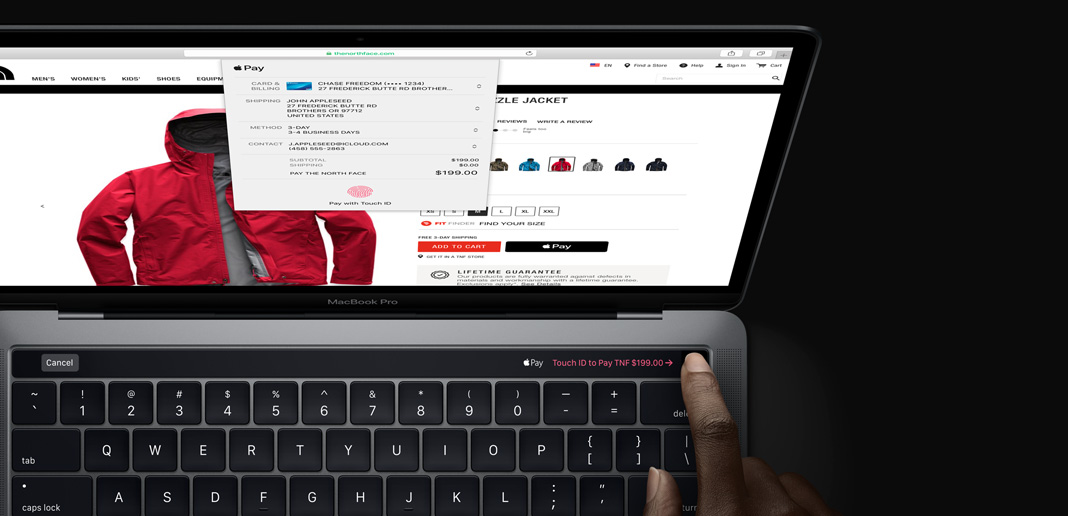 thenorthface.com
Pay
EN
Find a Store
Help
Sign In
Cart
MEN'S WOMEN'S KIDS' SHOES EQUIPM
Search
CARD & BILLING
CHASE FREEDOM (•••• 1234)
27 FREDERICK BUTTE RD BROTHER...
SHIPPING
JOHN APPLESEED
27 FREDERICK BUTTE RD
BROTHERS OR 97712
UNITED STATES
METHOD
3-DAY
3-4 BUSINESS DAYS
CONTACT
J.APPLESEED@ICLOUD.COM
(458) 555-2863
SUBTOTAL $199.00
SHIPPING $0.00
PAY THE NORTH FACE $199.00
Pay with Touch ID
ZZLE JACKET
REVIEWS WRITE A REVIEW
XS S M L XL XXL
FIT FINDER FIND YOUR SIZE
FREE 3-DAY SHIPPING
ADD TO CART
Pay
GET IT IN A TNF STORE
LIFETIME GUARANTEE
Our products are fully warranted against defects in
materials and workmanship with a lifetime guarantee.
Exclusions apply*. See Details
MacBook Pro
Cancel
Pay Touch ID to Pay TNF $199.00 →
~ ! @ # $ % ^ & * ( ) — +
` 1 2 3 4 5 6 7 8 9 0 - =
dele
tab Q W E R T Y U I O P { [ } ] | \
caps lock A S D F G H J K L : ; " ,
turn